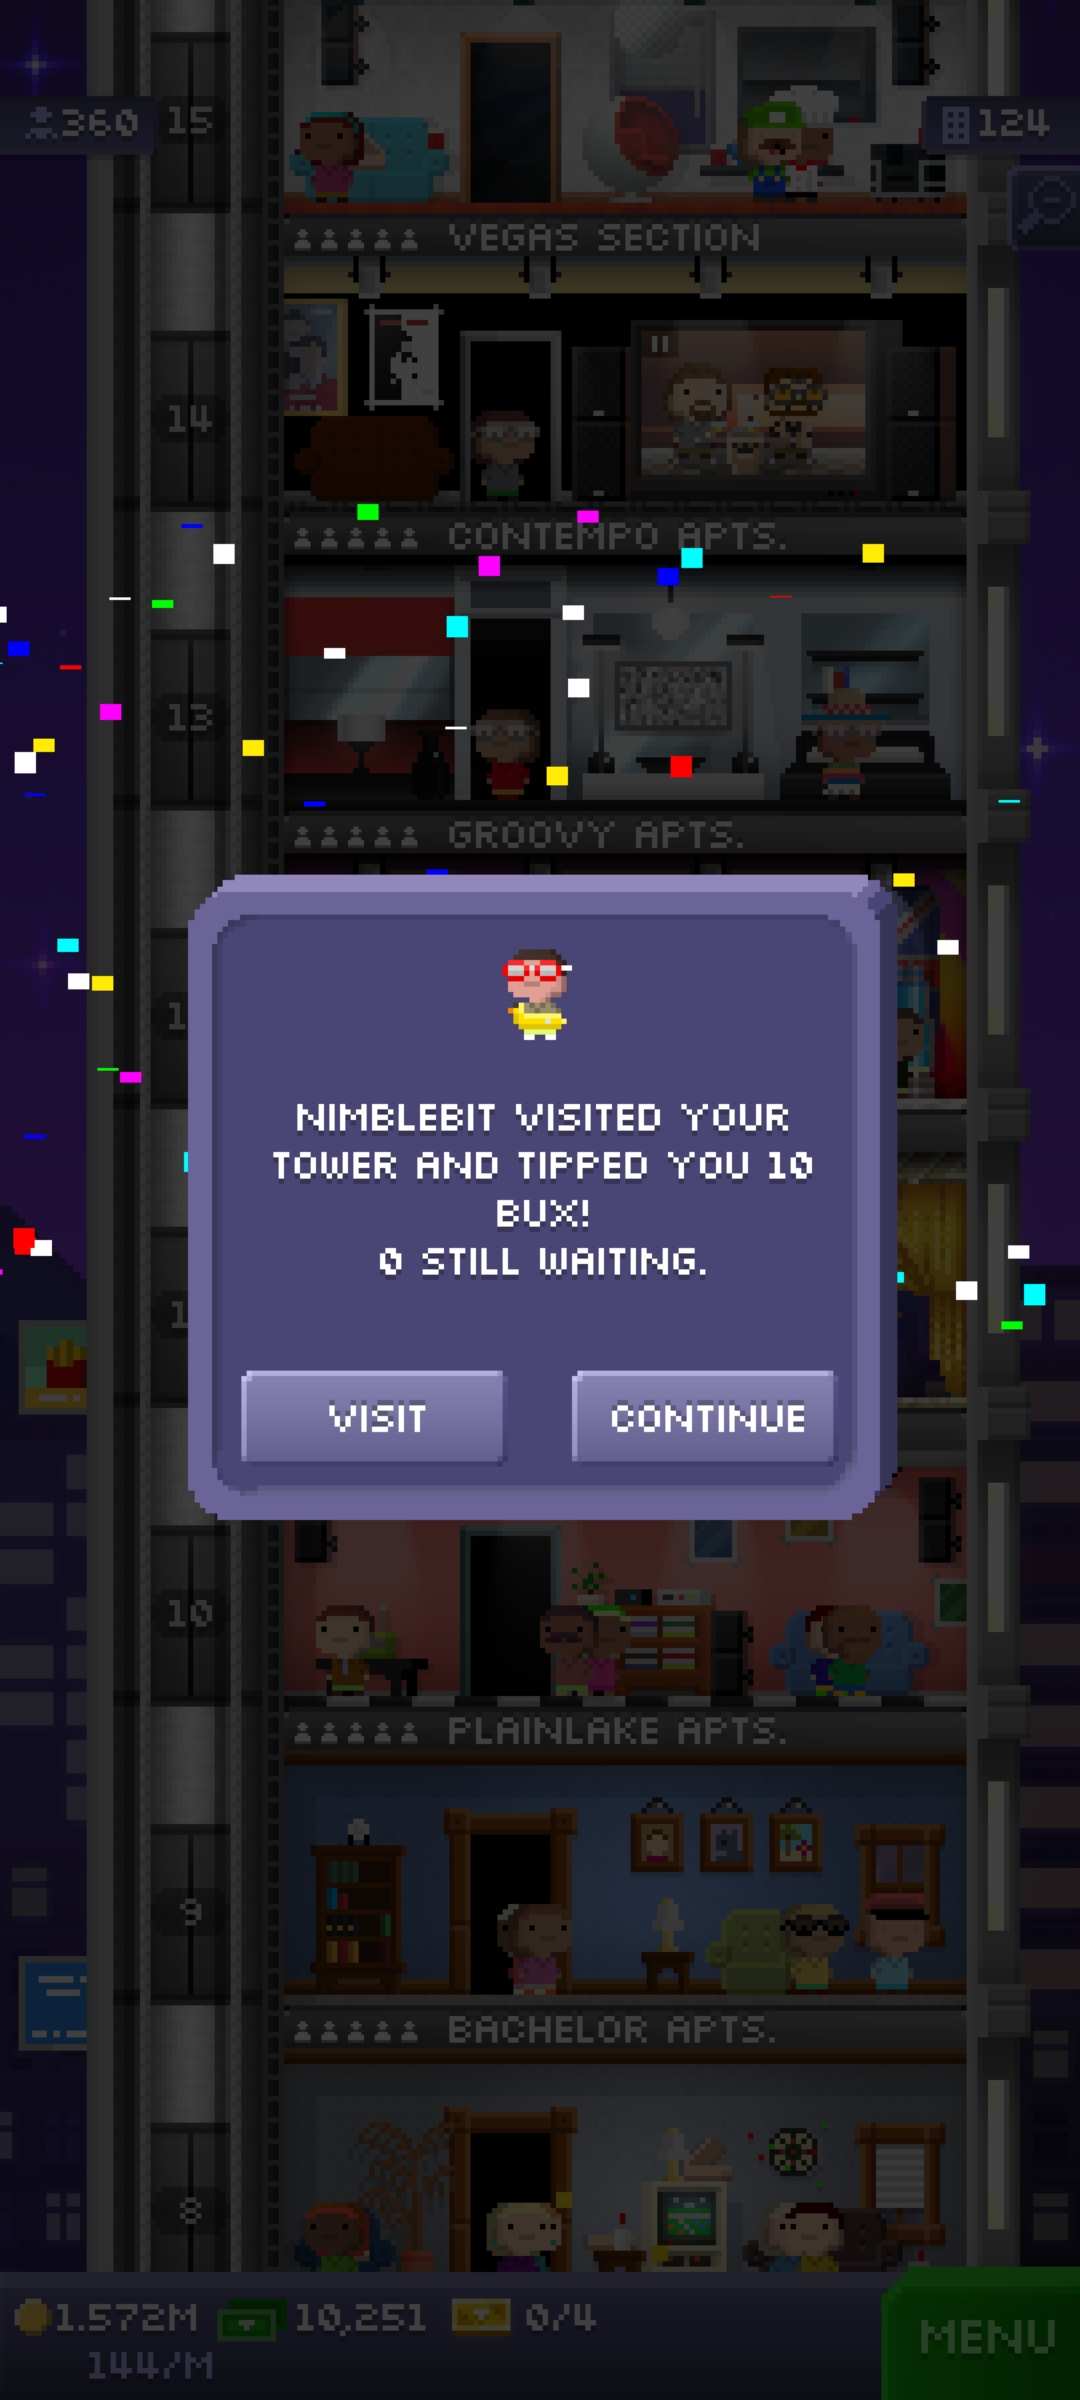 360
15
124
VEGAS SECTION
14
CONTEMPO APTS.
13
GROOVY APTS.
NIMBLEBIT VISITED YOUR
TOWER AND TIPPED YOU 10
BUX!
0 STILL WAITING.
VISIT
CONTINUE
10
PLAINLAKE APTS.
9
BACHELOR APTS.
8
1.572M
10,251
0/4
MENU
144/M